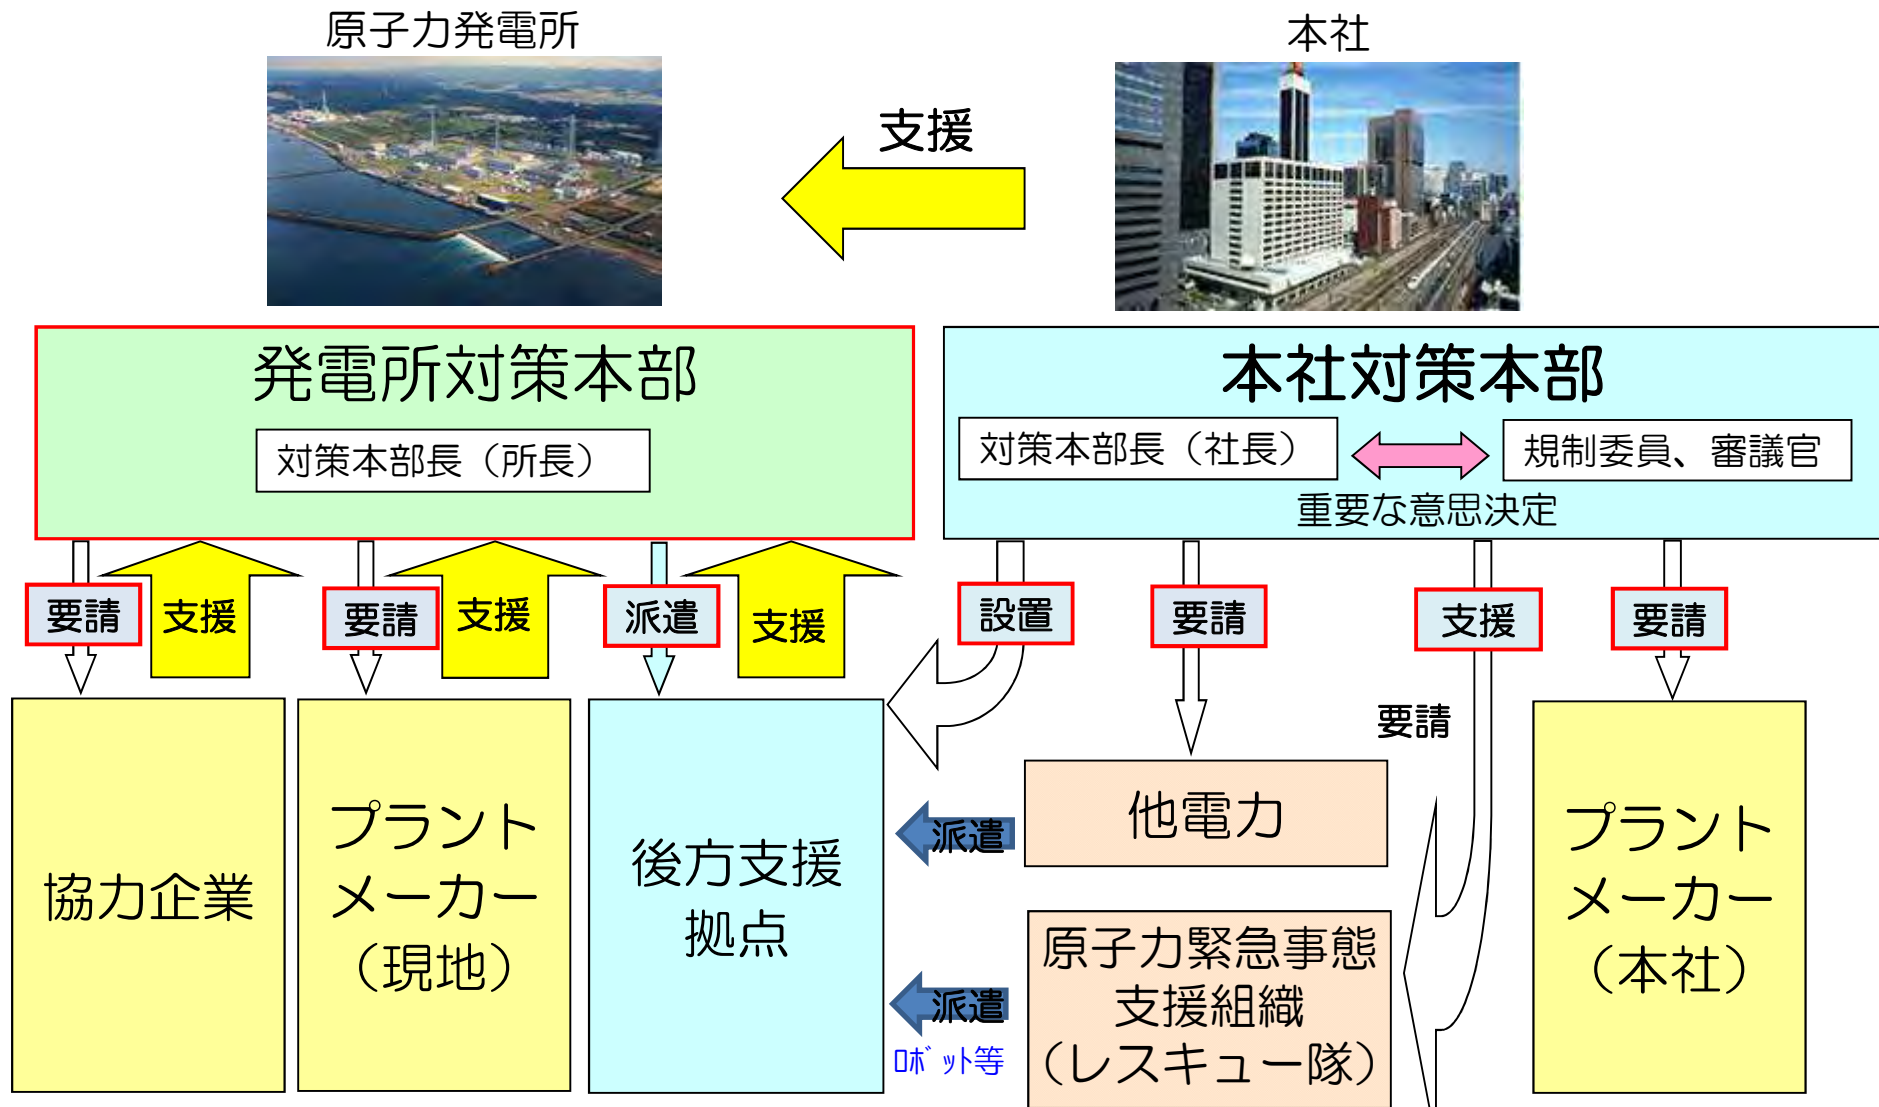 原子力発電所
本社
支援
発電所対策本部
対策本部長（所長）
本社対策本部
対策本部長（社長）
規制委員、審議官
重要な意思決定
要請
支援
要請
支援
派遣
支援
設置
要請
支援
要請
要請
協力企業
プラント
メーカー
（現地）
後方支援
拠点
派遣
他電力
派遣
ﾛﾎﾞｯﾄ等
原子力緊急事態
支援組織
（レスキュー隊）
プラント
メーカー
（本社）